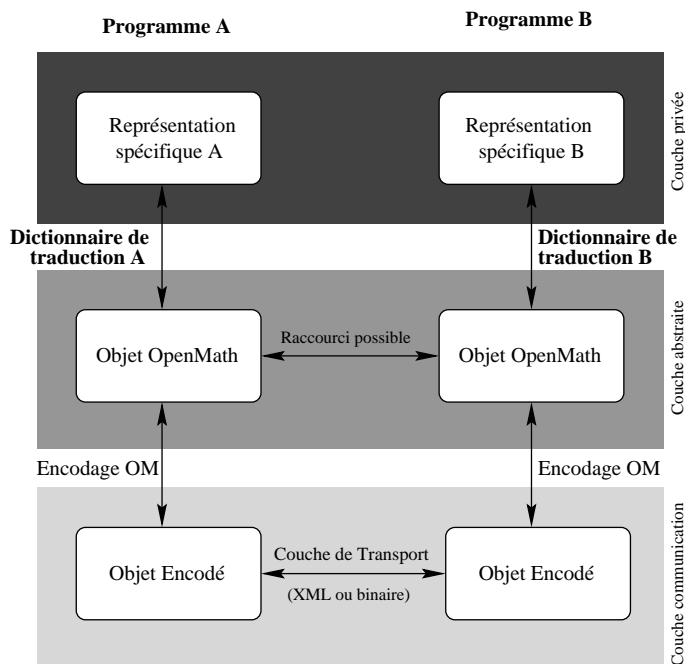 Programme A
Programme B
Représentation
spécifique A
Représentation
spécifique B
Couche privée
Dictionnaire de
traduction A
Dictionnaire de
traduction B
Objet OpenMath
Raccourci possible
Objet OpenMath
Couche abstraite
Encodage OM
Encodage OM
Objet Encodé
Couche de Transport
(XML ou binaire)
Objet Encodé
Couche communication